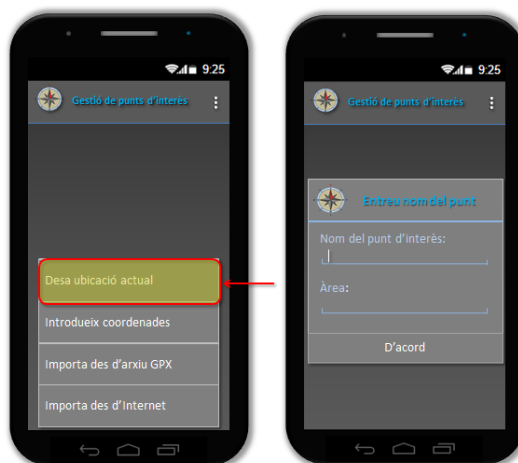 9:25
Gestió de punts d'interès
Desa ubicació actual
Introdueix coordenades
Importa des d'arxiu GPX
Importa des d'Internet
9:25
Gestió de punts d'interès
Entreu nom del punt
Nom del punt d'interès:
Àrea:
D'acord